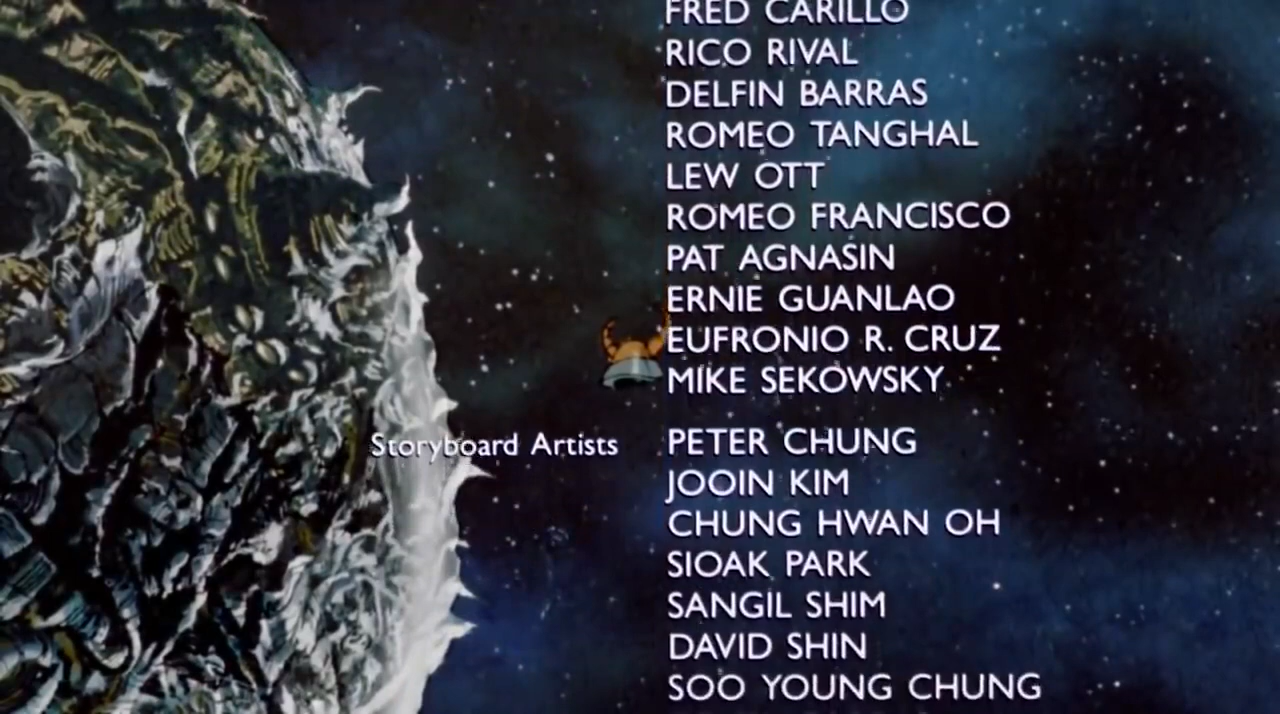 FRED CARILLO
RICO RIVAL
DELFIN BARRAS
ROMEO TANGHAL
LEW OTT
ROMEO FRANCISCO
PAT AGNASIN
ERNIE GUANLAO
EUFRONIO R. CRUZ
MIKE SEKOWSKY
Storyboard Artists PETER CHUNG
JOOIN KIM
CHUNG HWAN OH
SIOAK PARK
SANGIL SHIM
DAVID SHIN
SOO YOUNG CHUNG